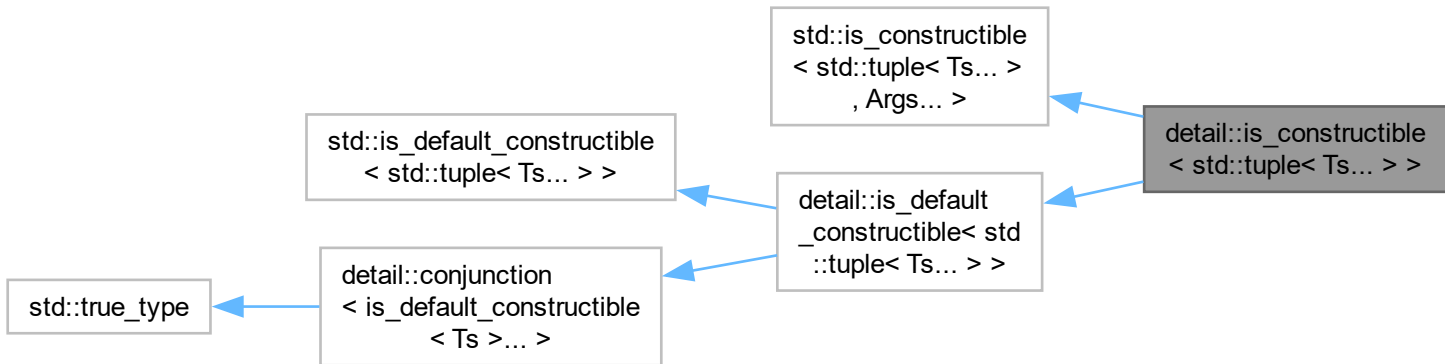 std::is_constructible
< std::tuple< Ts... >
, Args... >
detail::is_constructible
< std::tuple< Ts... > >
std::is_default_constructible
< std::tuple< Ts... > >
detail::is_default
_constructible< std
::tuple< Ts... > >
detail::conjunction
< is_default_constructible
< Ts >... >
std::true_type